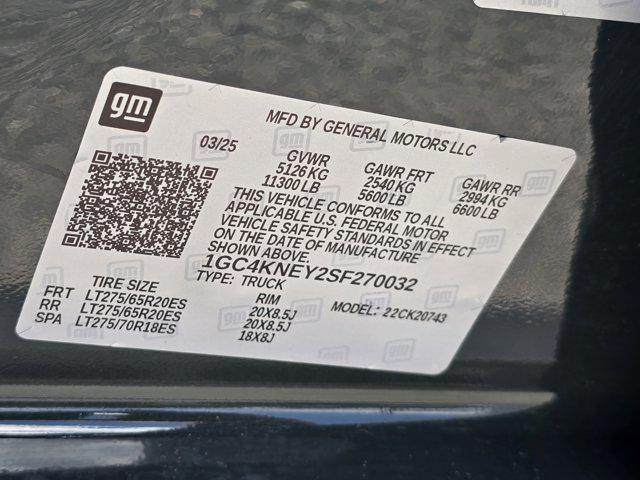 gm
MFD BY GENERAL MOTORS LLC
03/25
GVWR GAWR FRT GAWR RR
5126 KG 2540 KG 2994 KG
11300 LB 5600 LB 6600 LB
THIS VEHICLE CONFORMS TO ALL
APPLICABLE U.S. FEDERAL MOTOR
VEHICLE SAFETY STANDARDS IN EFFECT
ON THE DATE OF MANUFACTURE
SHOWN ABOVE.
1GC4KNEY2SF270032
TYPE: TRUCK
MODEL: 22CK20743
TIRE SIZE RIM
FRT LT275/65R20ES 20X8.5J
RR LT275/65R20ES 20X8.5J
SPA LT275/70R18ES 18X8J